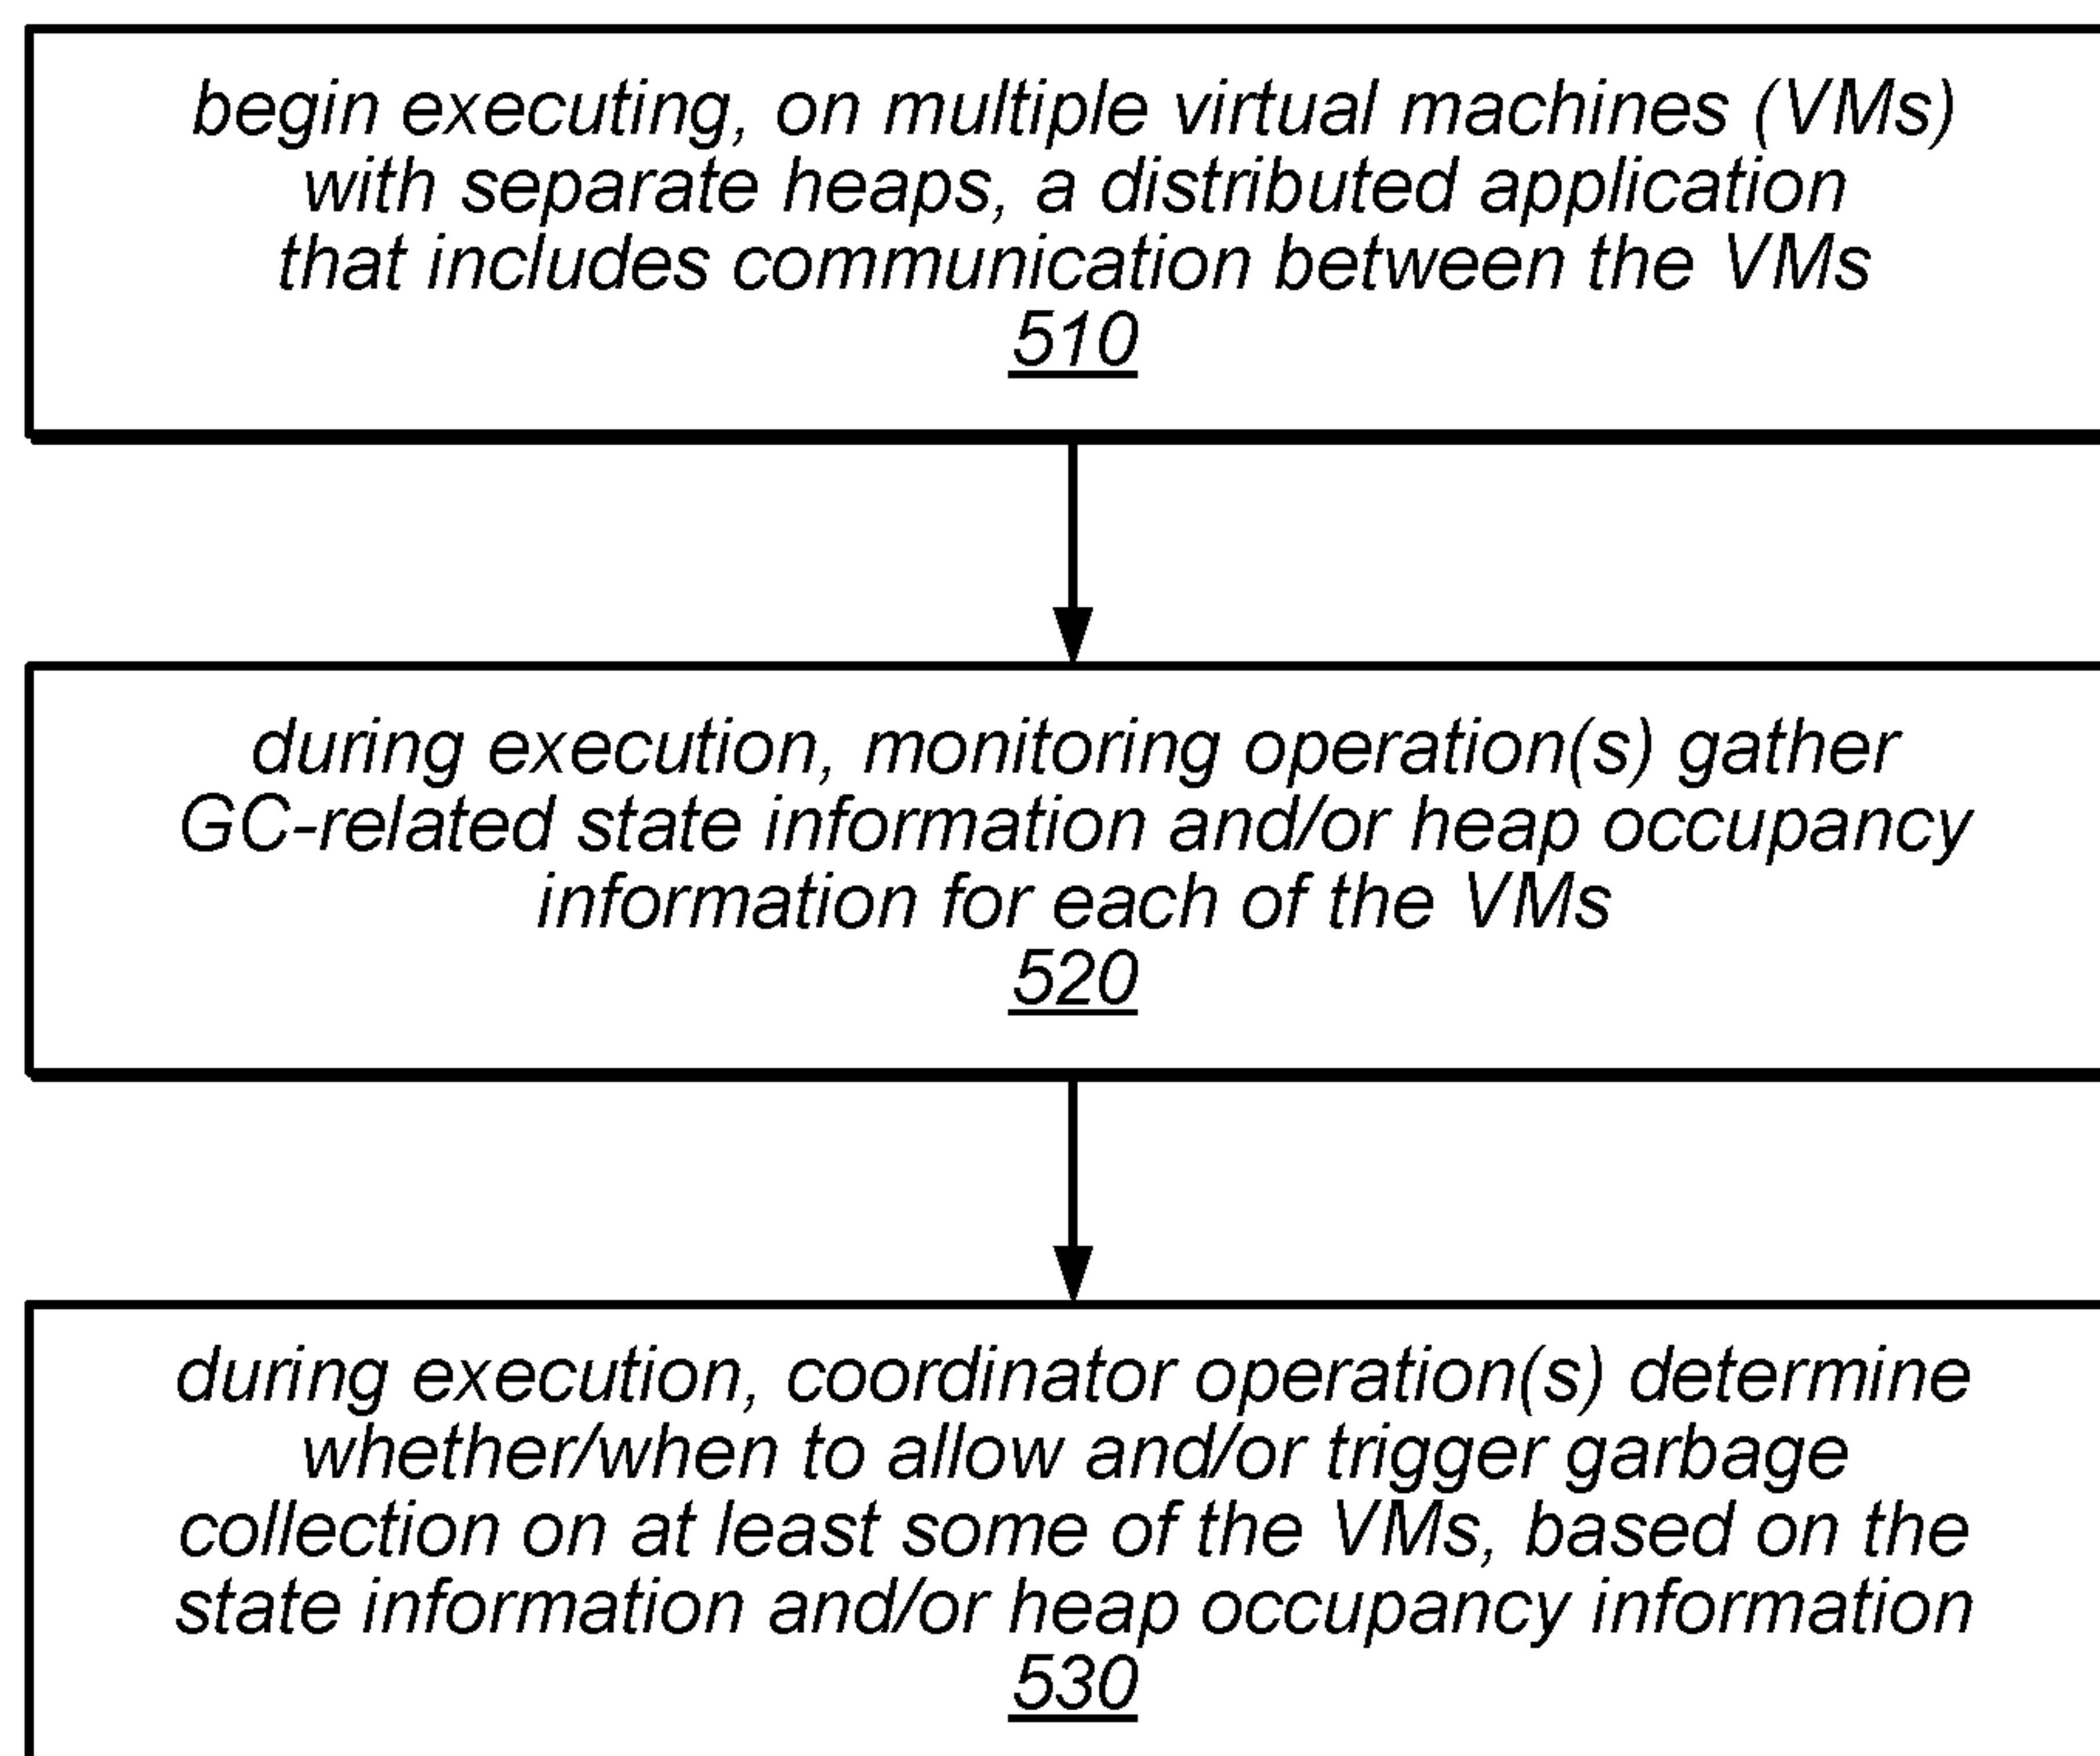 begin executing, on multiple virtual machines (VMs)
with separate heaps, a distributed application
that includes communication between the VMs
510
during execution, monitoring operation(s) gather
GC-related state information and/or heap occupancy
information for each of the VMs
520
during execution, coordinator operation(s) determine
whether/when to allow and/or trigger garbage
collection on at least some of the VMs, based on the
state information and/or heap occupancy information
530